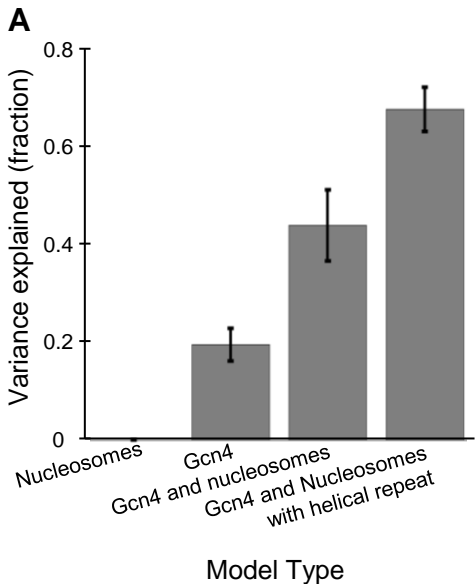 A
0.8
0.6
0.4
0.2
0
Variance explained (fraction)
Nucleosomes
Gcn4
Gcn4 and nucleosomes
Gcn4 and Nucleosomes
with helical repeat
Model Type